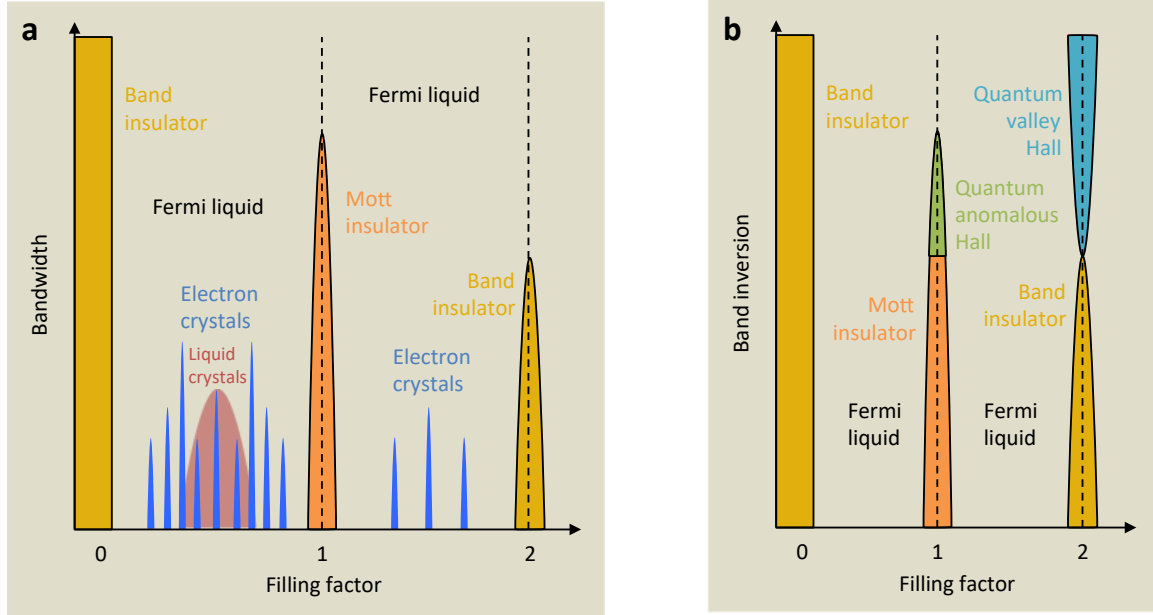 a
Band
insulator
Fermi liquid
Fermi liquid
Mott
insulator
Electron
crystals
Liquid
crystals
Band
insulator
Electron
crystals
Bandwidth
0
1
2
Filling factor
b
Band
insulator
Quantum
valley
Hall
Quantum
anomalous
Hall
Mott
insulator
Band
insulator
Fermi
liquid
Fermi
liquid
Band inversion
0
1
2
Filling factor